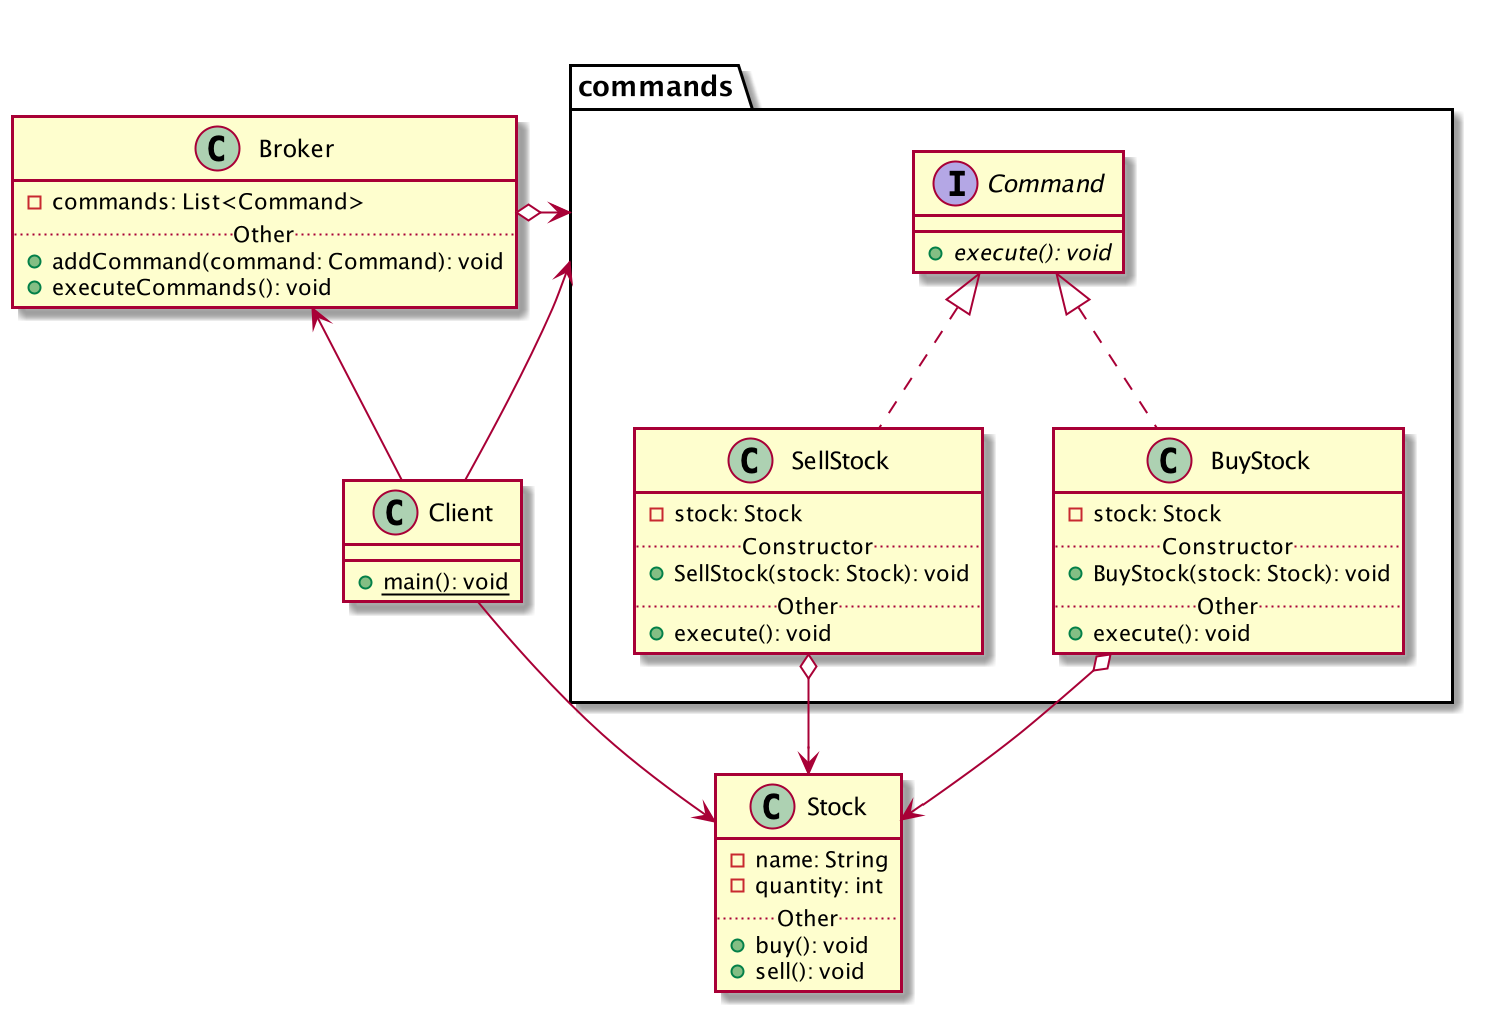 commands
C Broker
commands: List<Command>
Other
addCommand(command: Command): void
executeCommands(): void
I Command
execute(): void
C Client
main(): void
C SellStock
stock: Stock
Constructor
SellStock(stock: Stock): void
Other
execute(): void
C BuyStock
stock: Stock
Constructor
BuyStock(stock: Stock): void
Other
execute(): void
C Stock
name: String
quantity: int
Other
buy(): void
sell(): void